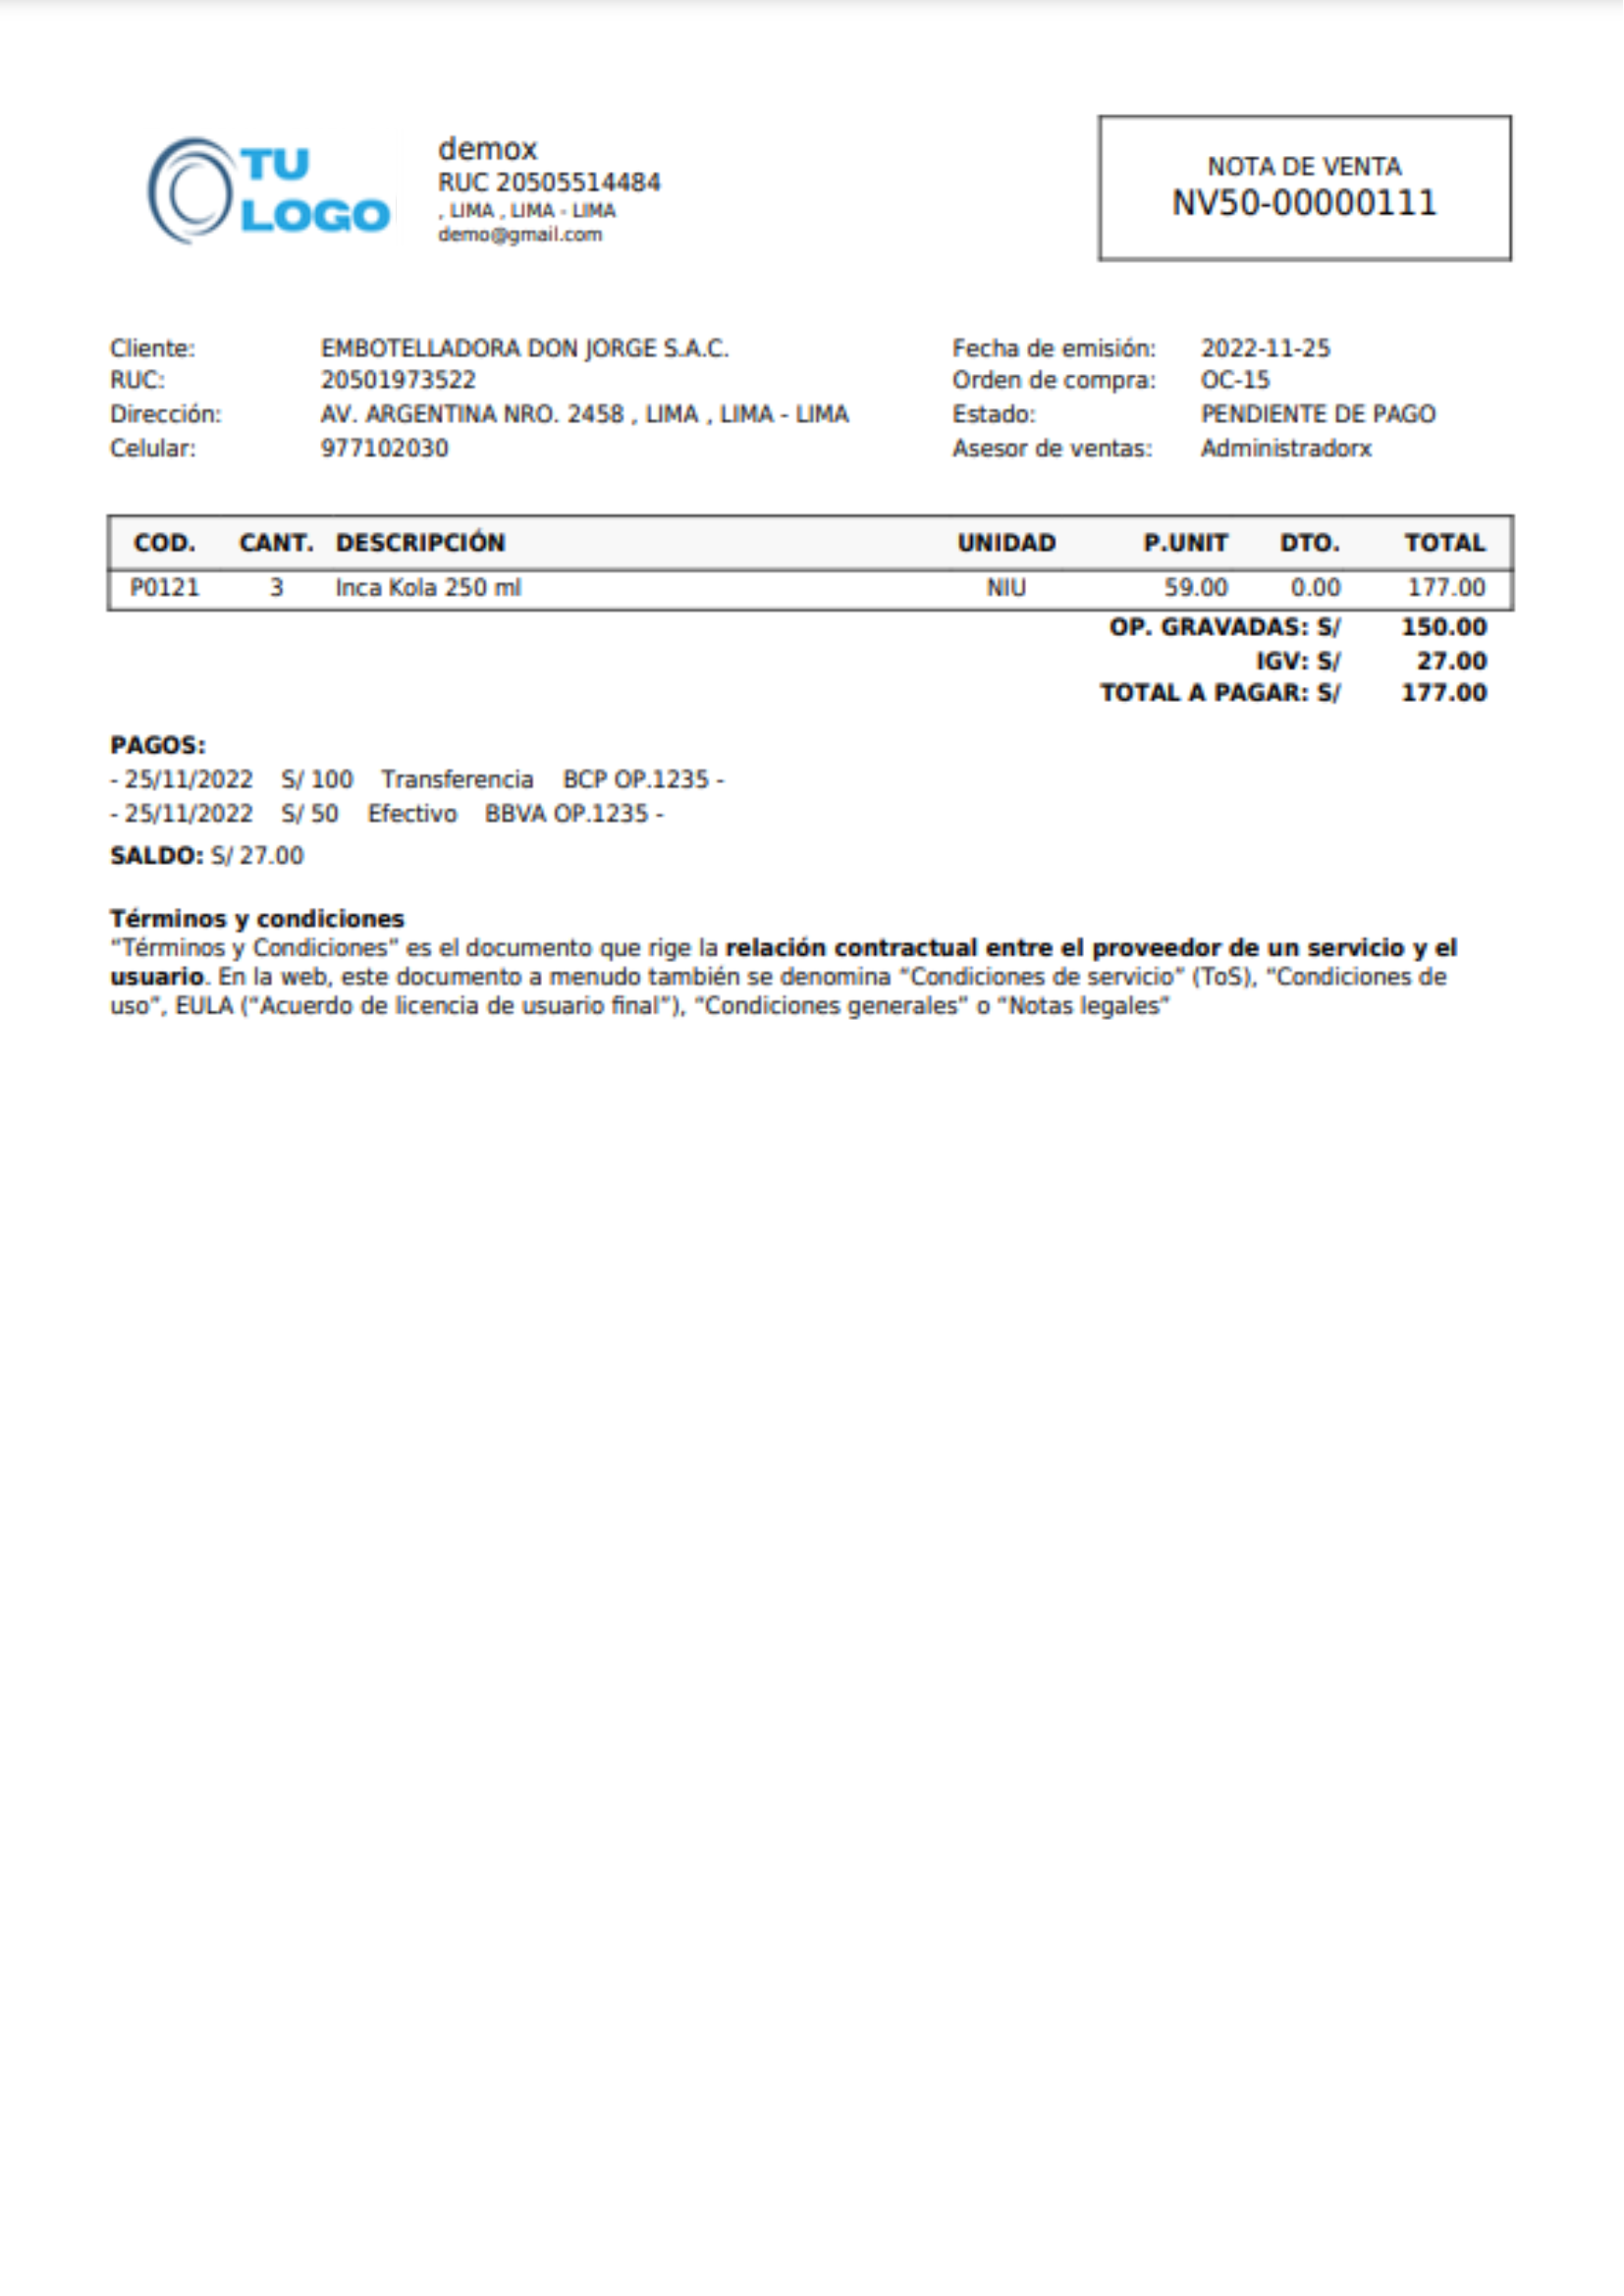 TU
LOGO
demox
RUC 20505514484
, LIMA , LIMA - LIMA
demo@gmail.com
NOTA DE VENTA
NV50-00000111
Cliente: EMBOTELLADORA DON JORGE S.A.C. Fecha de emisión: 2022-11-25
RUC: 20501973522 Orden de compra: OC-15
Dirección: AV. ARGENTINA NRO. 2458 , LIMA , LIMA - LIMA Estado: PENDIENTE DE PAGO
Celular: 977102030 Asesor de ventas: Administradorx
COD. CANT. DESCRIPCIÓN UNIDAD P.UNIT DTO. TOTAL
P0121 3 Inca Kola 250 ml NIU 59.00 0.00 177.00
OP. GRAVADAS: S/ 150.00
IGV: S/ 27.00
TOTAL A PAGAR: S/ 177.00
PAGOS:
- 25/11/2022 S/ 100 Transferencia BCP OP.1235 -
- 25/11/2022 S/ 50 Efectivo BBVA OP.1235 -
SALDO: S/ 27.00
Términos y condiciones
“Términos y Condiciones” es el documento que rige la relación contractual entre el proveedor de un servicio y el
usuario. En la web, este documento a menudo también se denomina “Condiciones de servicio” (ToS), “Condiciones de
uso”, EULA (“Acuerdo de licencia de usuario final”), “Condiciones generales” o “Notas legales”